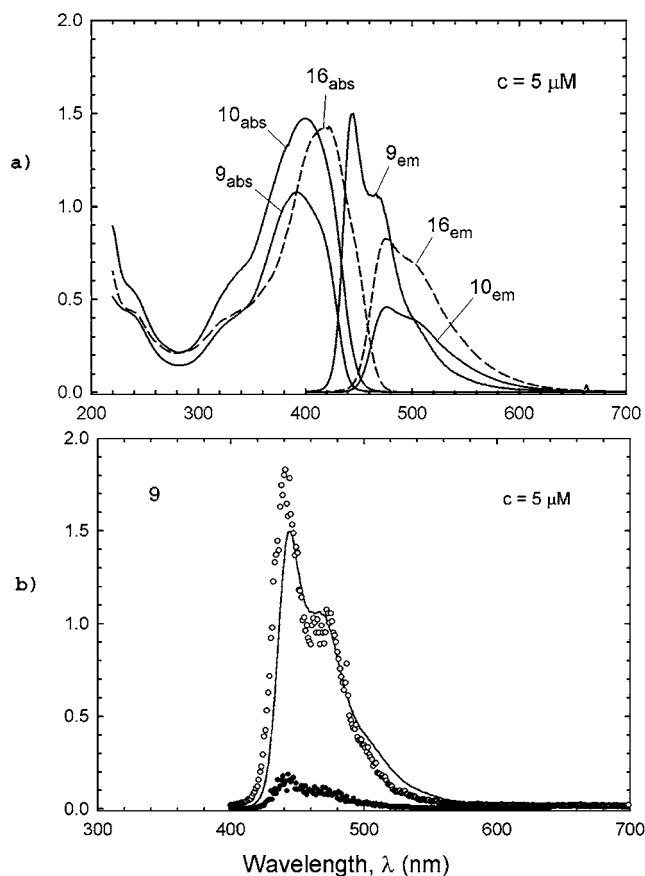 2.0
1.5
1.0
0.5
0.0
a)
16abs
10abs
9abs
c = 5 μM
9em
16em
10em
200 300 400 500 600 700
2.0
1.5
1.0
0.5
0.0
b)
9
c = 5 μM
300 400 500 600 700
Wavelength, λ (nm)